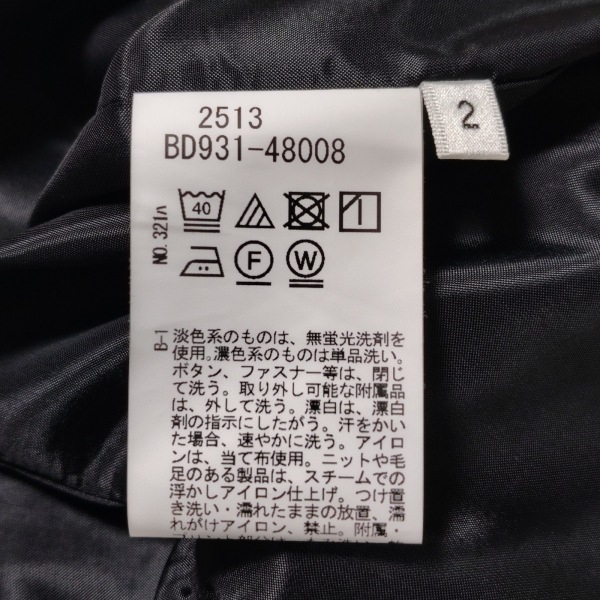 2513
BD931-48008
2
40
F W
NO.321ハ
B-1
淡色系のものは、無蛍光洗剤を
使用。濃色系のものは単品洗い。
ボタン、ファスナー等は、閉じ
て洗う。取り外し可能な附属品
は、外して洗う。漂白は、漂白
剤の指示にしたがう。汗をかい
た場合、速やかに洗う。アイロ
ンは、当て布使用。ニットや毛
足のある製品は、スチームでの
浮かしアイロン仕上げ。つけ置
き洗い・濡れたままの放置、濡
れがけアイロン、禁止。附属・